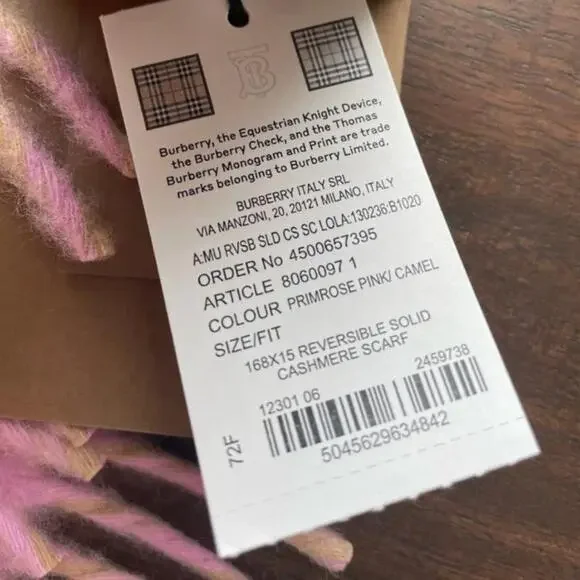 Burberry, the Equestrian Knight Device,
the Burberry Check, and the Thomas
Burberry Monogram and Print are trade
marks belonging to Burberry Limited.
BURBERRY ITALY SRL
VIA MANZONI, 20, 20121 MILANO, ITALY
A:MU RVSB SLD CS SC LOLA:130236:B1020
ORDER No 4500657395
ARTICLE 8060097 1
COLOUR PRIMROSE PINK/ CAMEL
SIZE/FIT
168X15 REVERSIBLE SOLID
CASHMERE SCARF
12301 06 2459738
72F
5045629634842